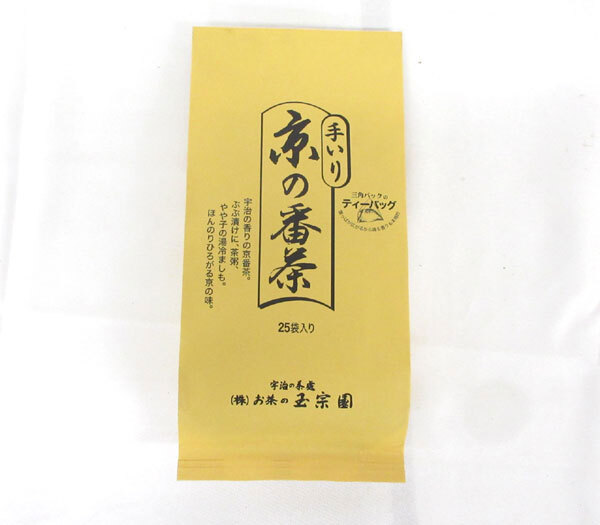 手いり
京の番茶
三角パックの
ティーバッグ
宇治の香りの京番茶。
ぶぶ漬けに、茶粥、
やや子の湯冷ましも。
ほんのりひろがる京の味。
25袋入り
宇治の茶處
(株)お茶の玉宗園